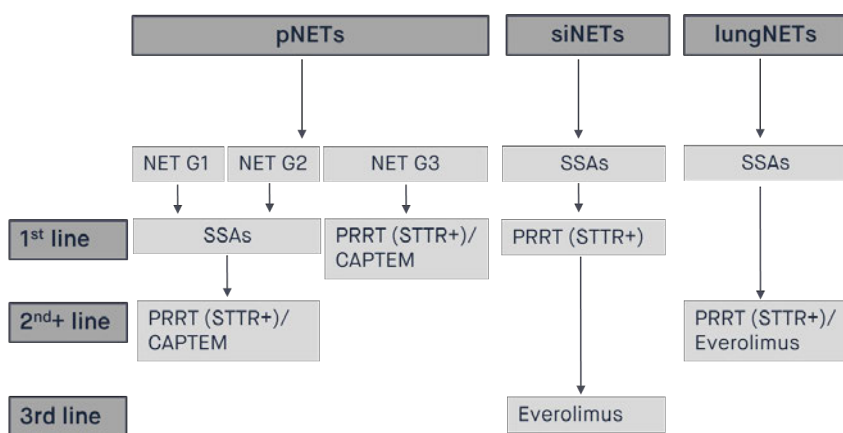 pNETs
siNETs
lungNETs
NET G1
NET G2
NET G3
SSAs
SSAs
1st line
SSAs
PRRT (STTR+)/
CAPTEM
PRRT (STTR+)
2nd+ line
PRRT (STTR+)/
CAPTEM
PRRT (STTR+)/
Everolimus
3rd line
Everolimus